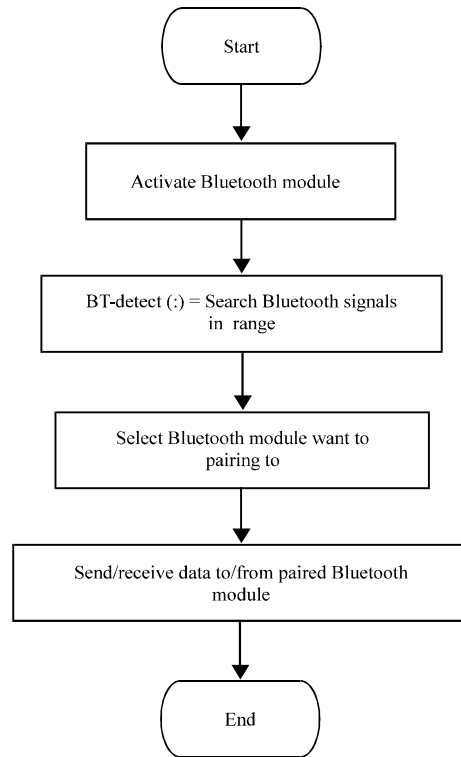 Start
Activate Bluetooth module
BT-detect (:) = Search Bluetooth signals
in range
Select Bluetooth module want to
pairing to
Send/receive data to/from paired Bluetooth
module
End